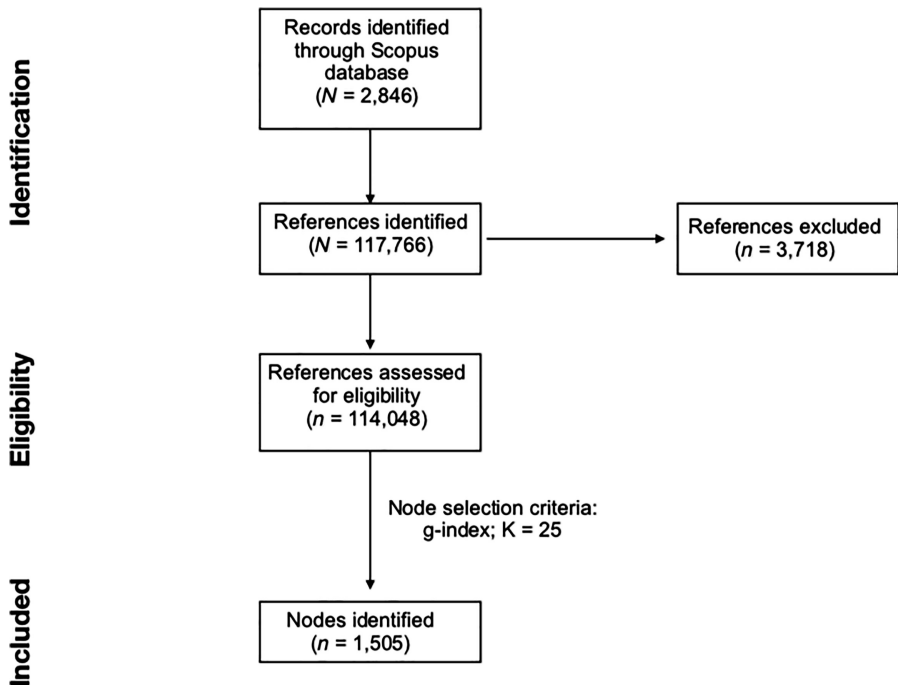 Identification
Records identified
through Scopus
database
(N = 2,846)
References identified
(N = 117,766)
References excluded
(n = 3,718)
Eligibility
References assessed
for eligibility
(n = 114,048)
Node selection criteria:
g-index; K = 25
Included
Nodes identified
(n = 1,505)